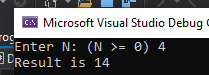 Microsoft Visual Studio Debug
Enter N: (N >= 0) 4
Result is 14